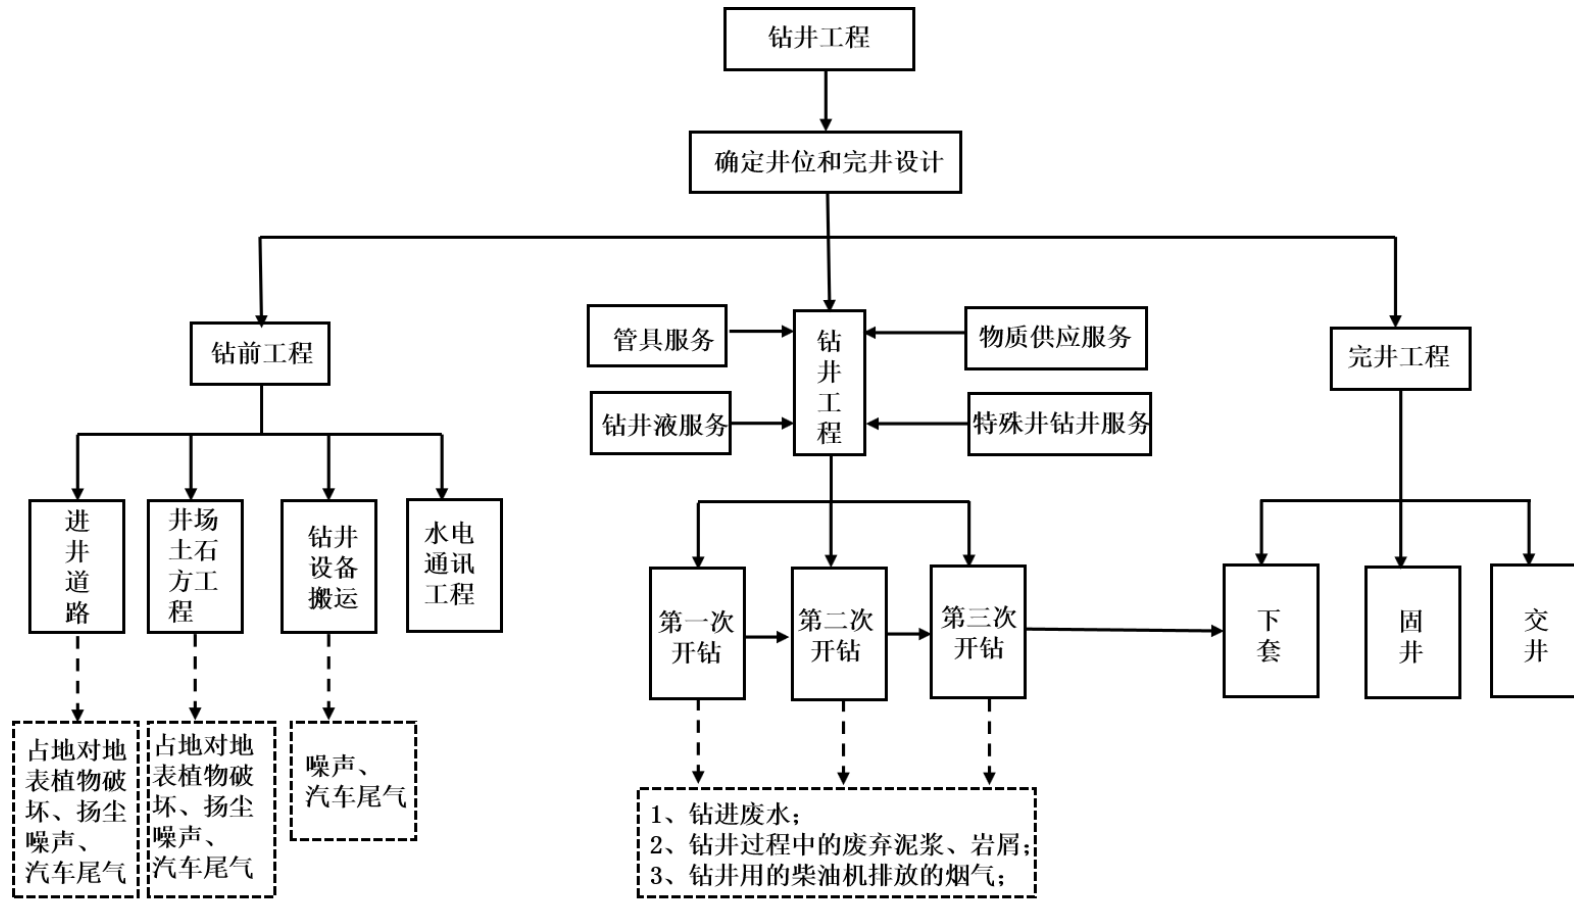 钻井工程
确定井位和完井设计
钻前工程
管具服务
钻井液服务
钻
井
工
程
物质供应服务
特殊井钻井服务
完井工程
进
井
道
路
井场
土石
方工
程
钻井
设备
搬运
水电
通讯
工程
第一次
开钻
第二次
开钻
第三次
开钻
下
套
固
井
交
井
占地对地
表植物破
坏、扬尘
噪声、
汽车尾气
占地对地
表植物破
坏、扬尘
噪声、
汽车尾气
噪声、
汽车尾气
1、钻进废水；
2、钻井过程中的废弃泥浆、岩屑；
3、钻井用的柴油机排放的烟气；